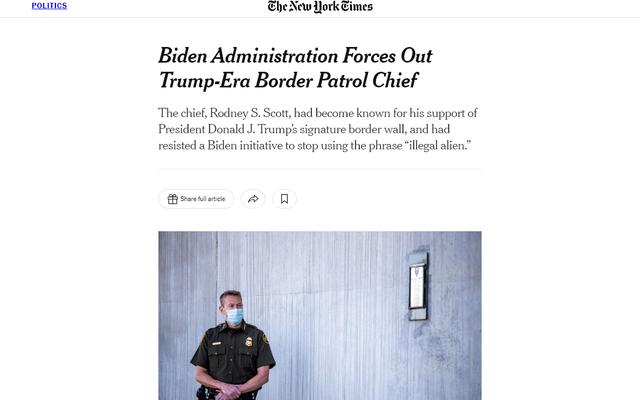 POLITICS
The New York Times
Biden Administration Forces Out
Trump-Era Border Patrol Chief
The chief, Rodney S. Scott, had become known for his support of
President Donald J. Trump’s signature border wall, and had
resisted a Biden initiative to stop using the phrase “illegal alien.”
Share full article